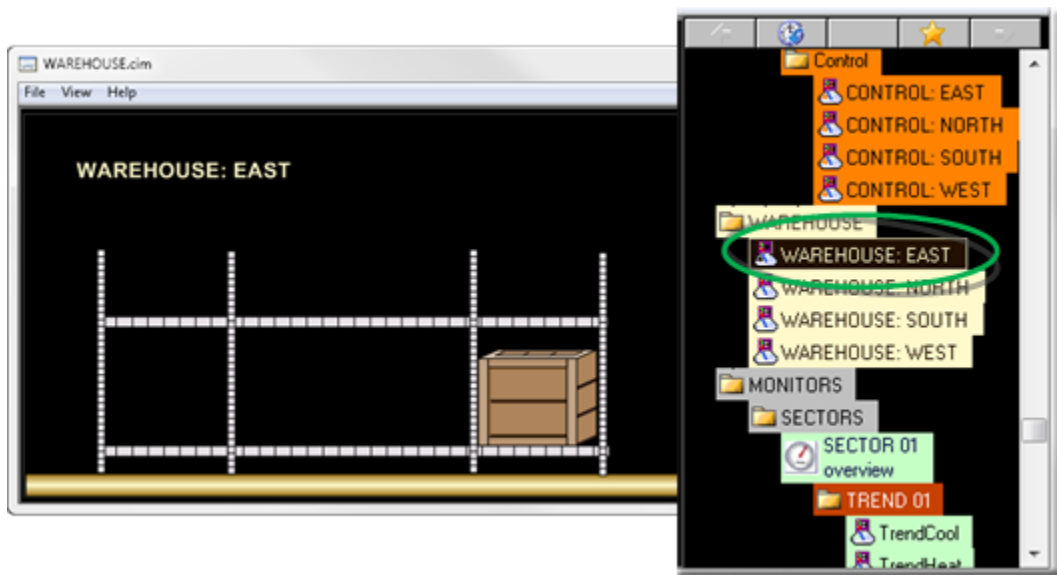 WAREHOUSE.cim
File View Help
WAREHOUSE: EAST
Control
CONTROL: EAST
CONTROL: NORTH
CONTROL: SOUTH
CONTROL: WEST
WAREHOUSE
WAREHOUSE: EAST
WAREHOUSE: NORTH
WAREHOUSE: SOUTH
WAREHOUSE: WEST
MONITORS
SECTORS
SECTOR 01
overview
TREND 01
TrendCool
TrendHeat